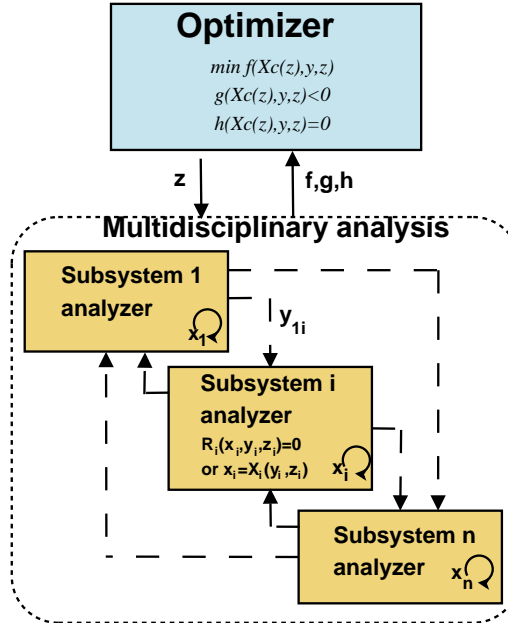 Optimizer
min f(Xc(z),y,z)
g(Xc(z),y,z)<0
h(Xc(z),y,z)=0
z
f,g,h
Multidisciplinary analysis
Subsystem 1
analyzer
x1
y1i
Subsystem i
analyzer
Ri(xi,yi,zi)=0
or xi=Xi(yi,zi)
xi
Subsystem n
analyzer
xn